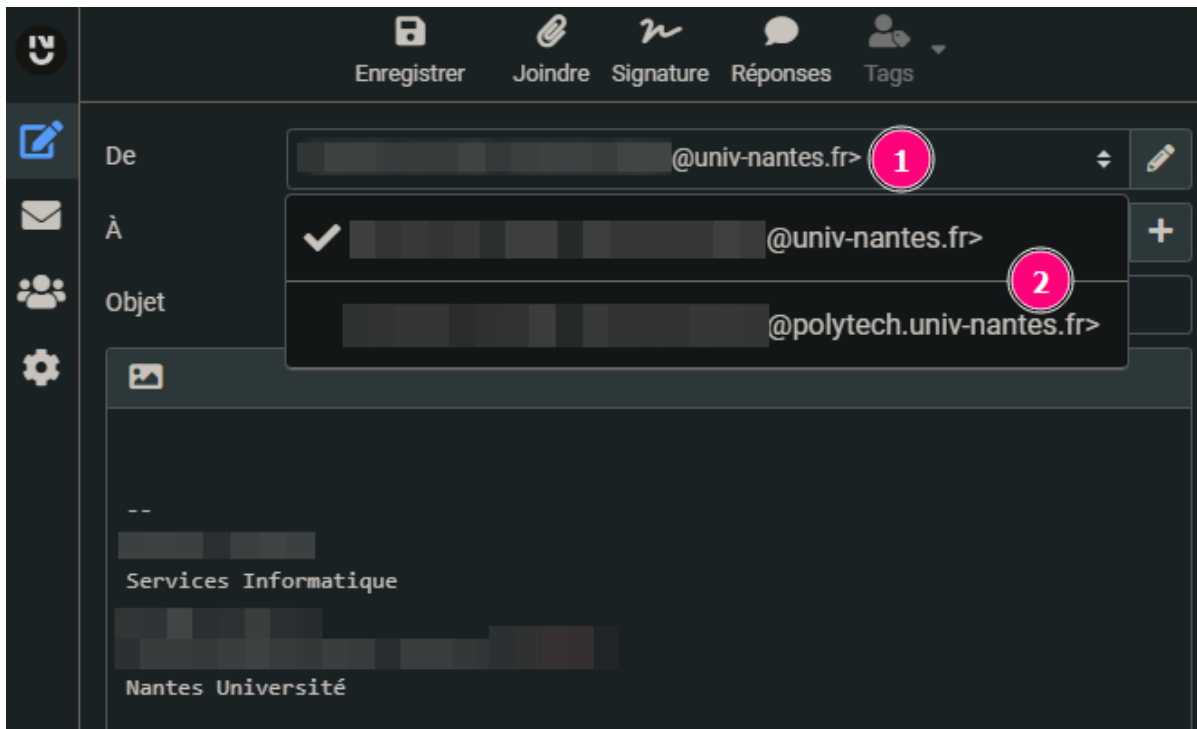 Enregistrer Joindre Signature Réponses Tags
De @univ-nantes.fr> 1
À @univ-nantes.fr>
2
Objet @polytech.univ-nantes.fr>
--
Services Informatique
Nantes Université